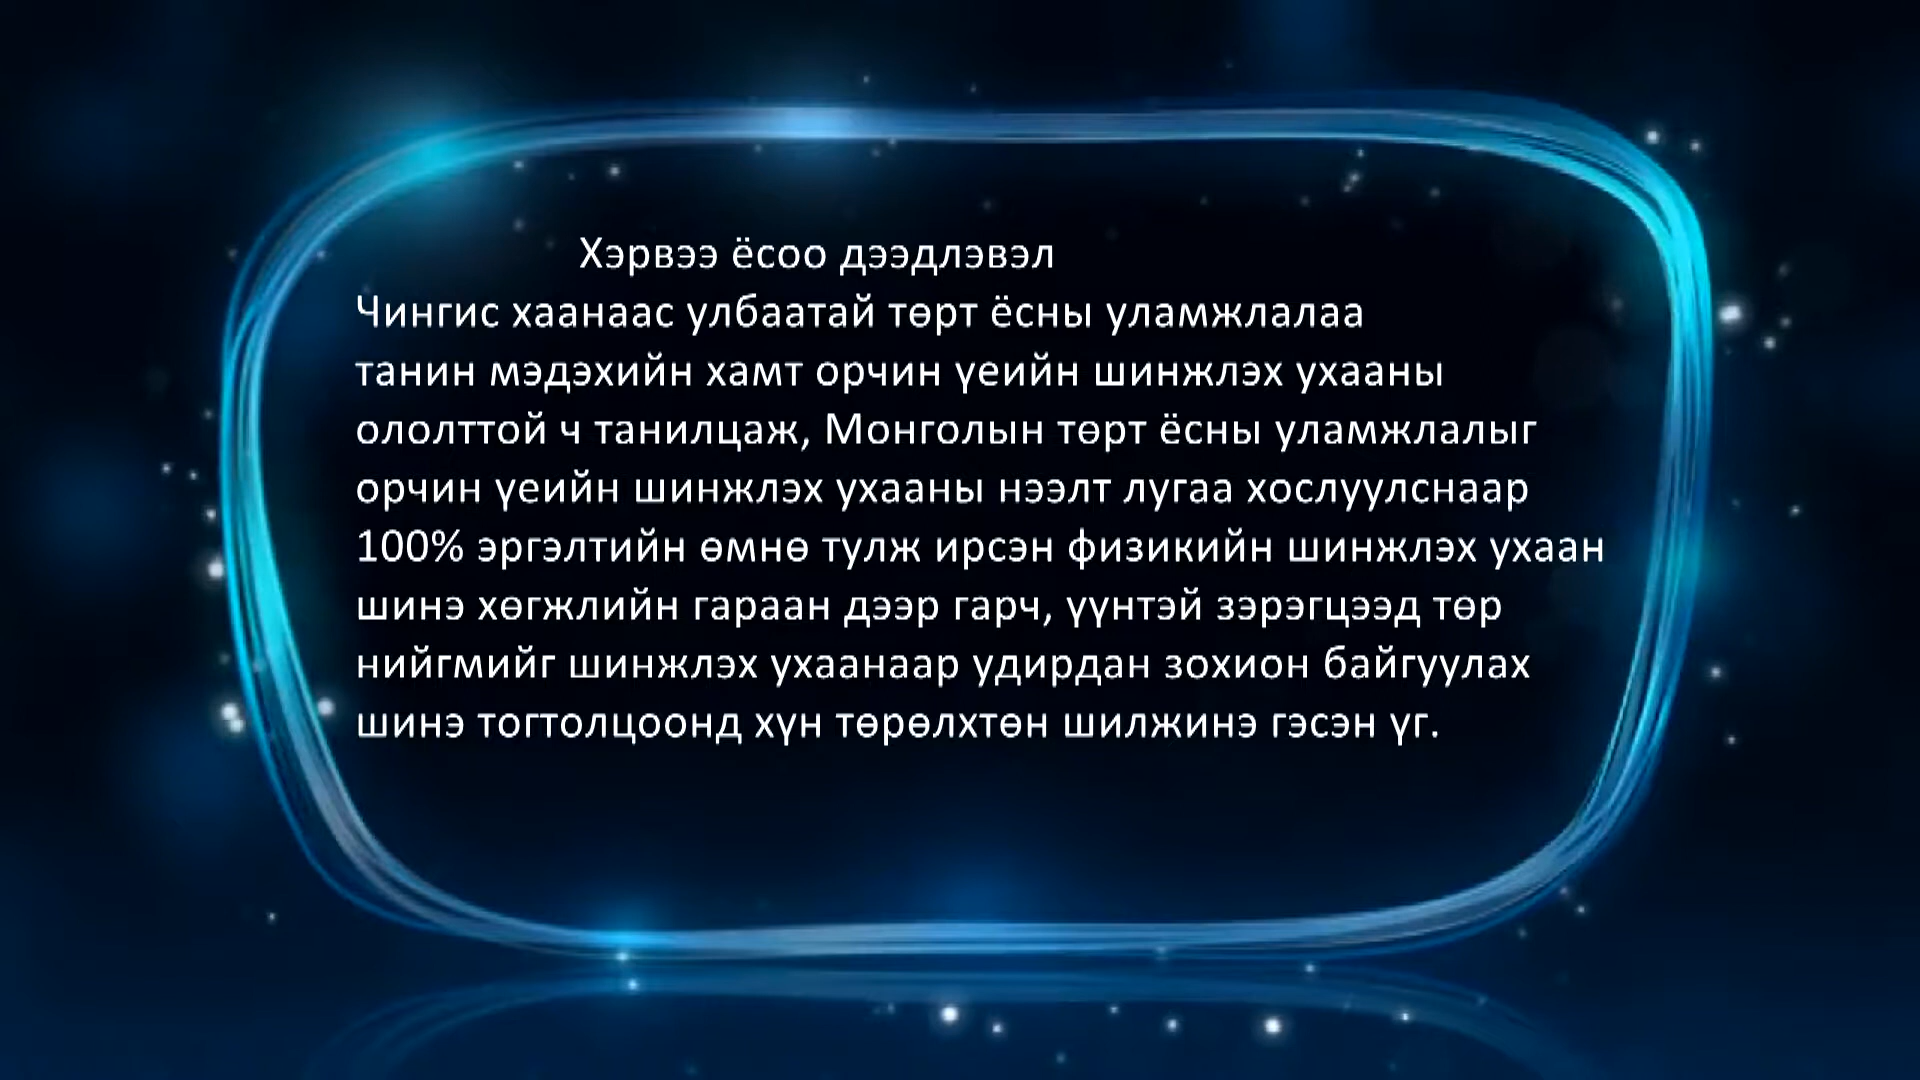 Хэрвээ ёсоо дээдлэвэл
Чингис хаанаас улбаатай төрт ёсны уламжлалаа
танин мэдэхийн хамт орчин үеийн шинжлэх ухааны
ололттой ч танилцаж, Монголын төрт ёсны уламжлалыг
орчин үеийн шинжлэх ухааны нээлт лугаа хослуулснаар
100% эргэлтийн өмнө тулж ирсэн физикийн шинжлэх ухаан
шинэ хөгжлийн гараан дээр гарч, үүнтэй зэрэгцээд төр
нийгмийг шинжлэх ухаанаар удирдан зохион байгуулах
шинэ тогтолцоонд хүн төрөлхтөн шилжинэ гэсэн үг.